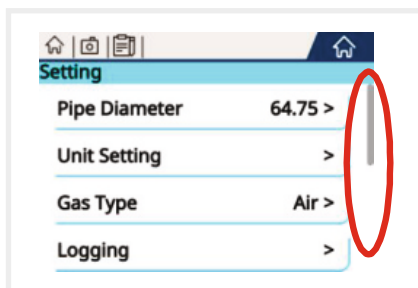 Setting
Pipe Diameter 64.75 >
Unit Setting >
Gas Type Air >
Logging >